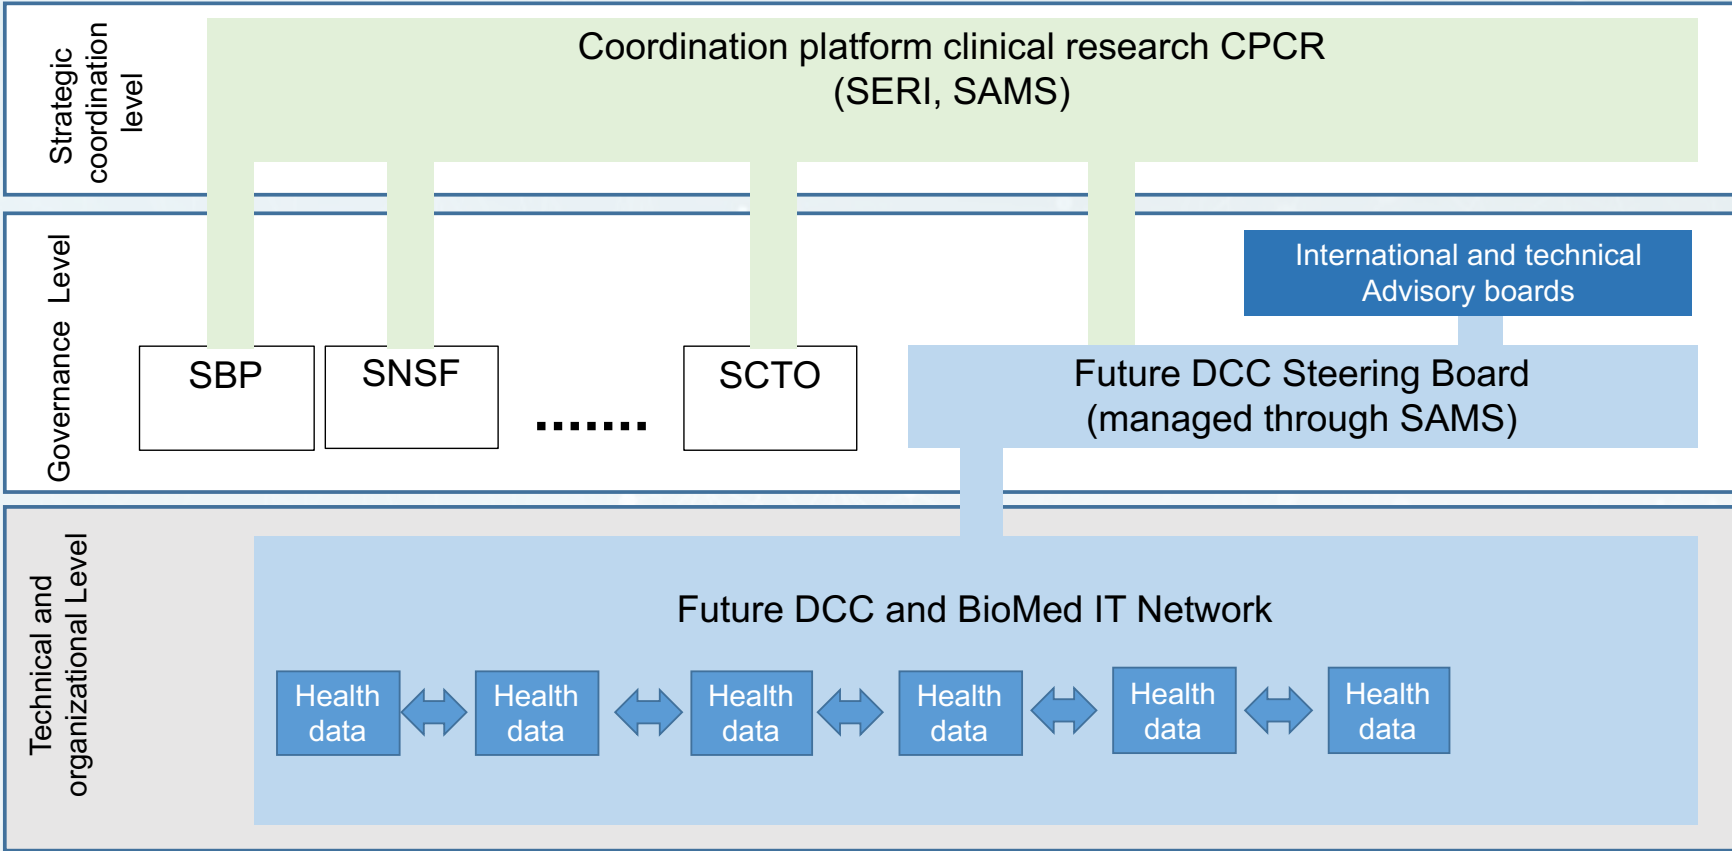 Strategic
coordination
level
Coordination platform clinical research CPCR
(SERI, SAMS)
Governance Level
International and technical
Advisory boards
SBP
SNSF
.......
SCTO
Future DCC Steering Board
(managed through SAMS)
Technical and
organizational Level
Future DCC and BioMed IT Network
Health
data
Health
data
Health
data
Health
data
Health
data
Health
data